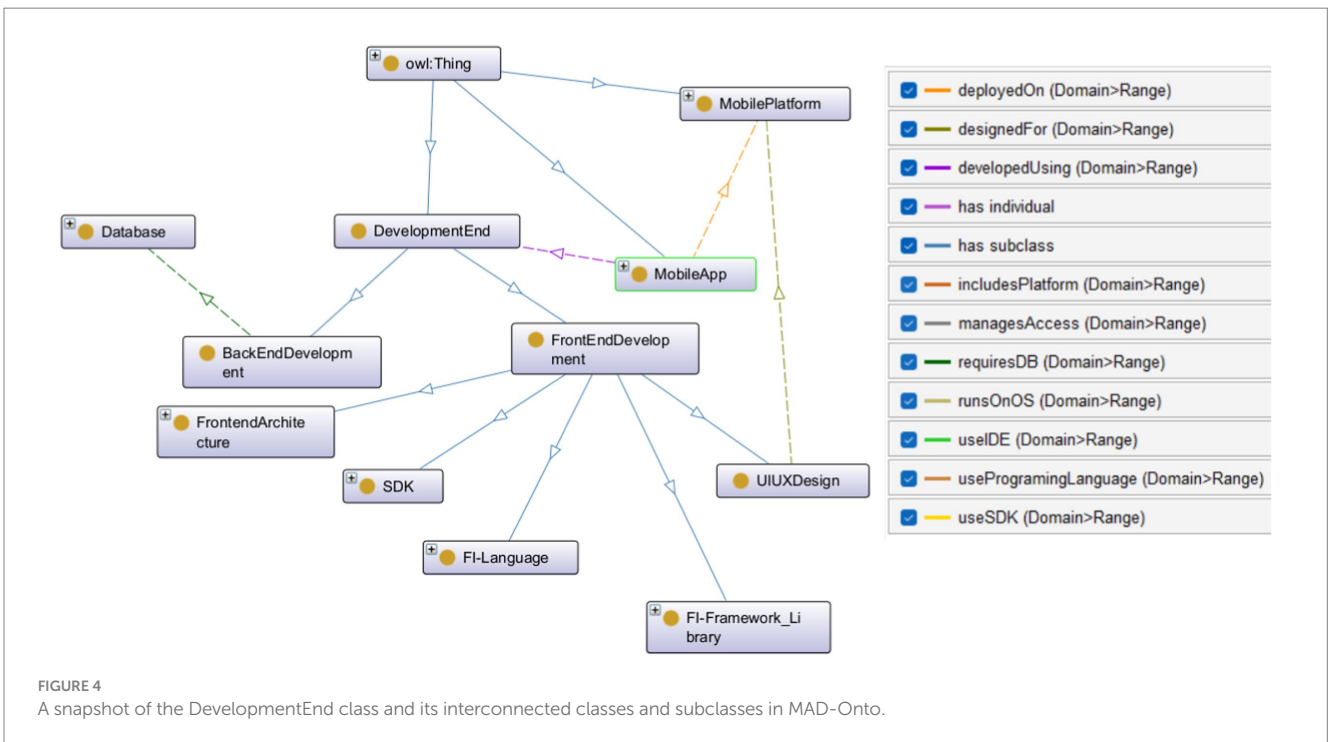 owl:Thing
MobilePlatform
Database
DevelopmentEnd
MobileApp
BackEndDevelopm
ent
FrontEndDevelop
ment
FrontendArchite
cture
SDK
UIUXDesign
FI-Language
FI-Framework_Li
brary
deployedOn (Domain>Range)
designedFor (Domain>Range)
developedUsing (Domain>Range)
has individual
has subclass
includesPlatform (Domain>Range)
managesAccess (Domain>Range)
requiresDB (Domain>Range)
runsOnOS (Domain>Range)
useIDE (Domain>Range)
useProgramingLanguage (Domain>Range)
useSDK (Domain>Range)
FIGURE 4
A snapshot of the DevelopmentEnd class and its interconnected classes and subclasses in MAD-Onto.